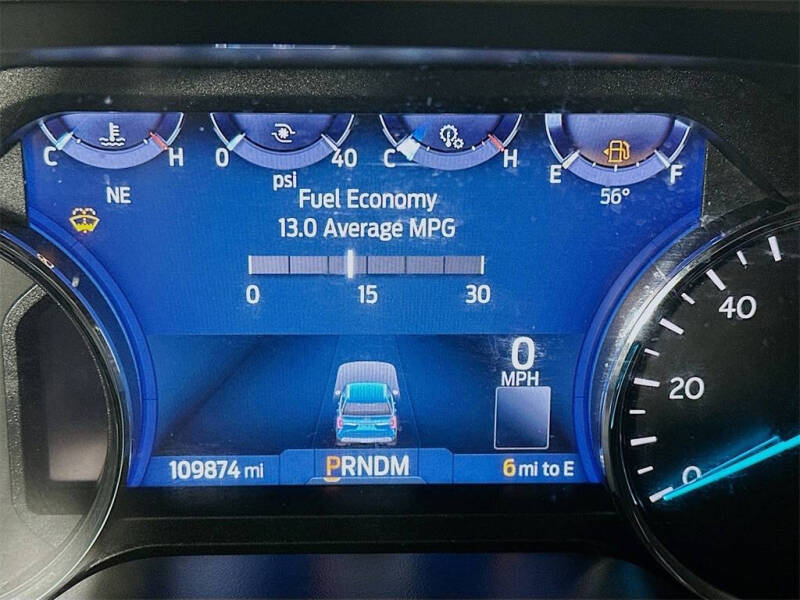 C H 0 40 C H E F
psi
NE 56°
Fuel Economy
13.0 Average MPG
0 15 30
40
20
0
0
MPH
109874 mi PRNDM 6 mi to E